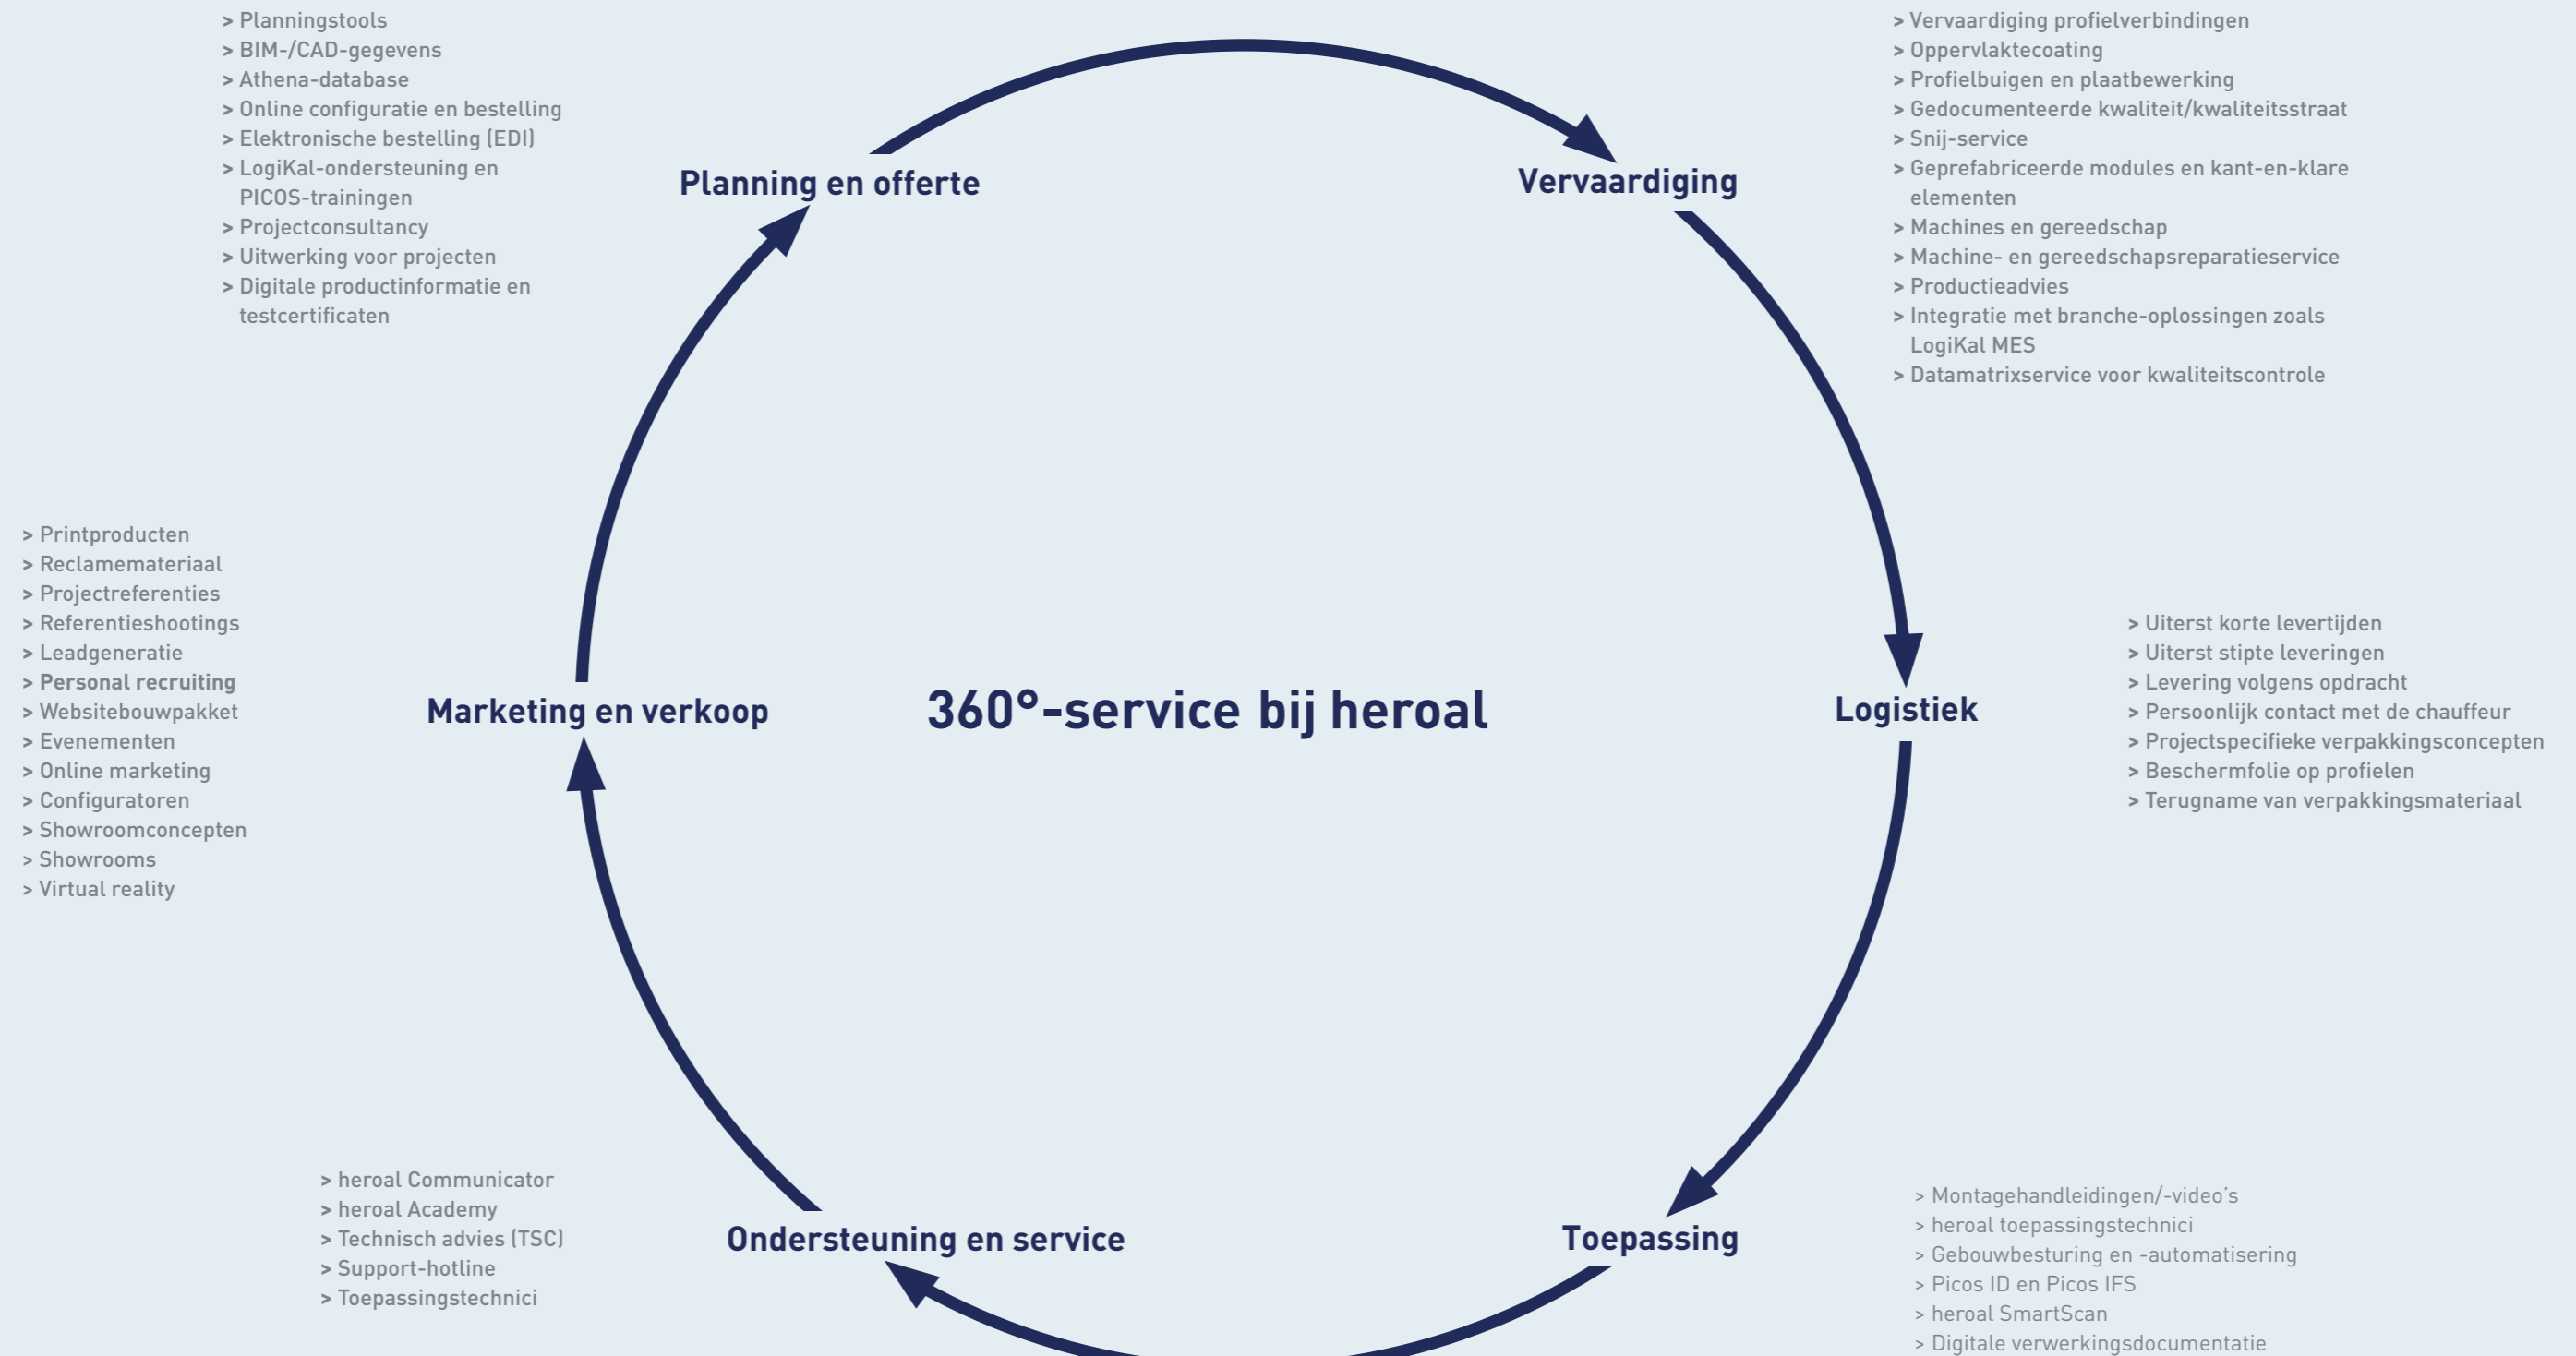 > Planningstools
> BIM-/CAD-gegevens
> Athena-database
> Online configuratie en bestelling
> Elektronische bestelling (EDI)
> LogiKal-ondersteuning en
PICOS-trainingen
> Projectconsultancy
> Uitwerking voor projecten
> Digitale productinformatie en
testcertificaten
Planning en offerte
Vervaardiging
> Vervaardiging profielverbindingen
> Oppervlaktecoating
> Profielbuigen en plaatbewerking
> Gedocumenteerde kwaliteit/kwaliteitsstraat
> Snij-service
> Geprefabriceerde modules en kant-en-klare
elementen
> Machines en gereedschap
> Machine- en gereedschapsreparatieservice
> Productieadvies
> Integratie met branche-oplossingen zoals
LogiKal MES
> Datamatrixservice voor kwaliteitscontrole
> Printproducten
> Reclamemateriaal
> Projectreferenties
> Referentieshootings
> Leadgeneratie
> Personal recruiting
> Websitebouwpakket
> Evenementen
> Online marketing
> Configuratoren
> Showroomconcepten
> Showrooms
> Virtual reality
Marketing en verkoop
360°-service bij heroal
Logistiek
> Uiterst korte levertijden
> Uiterst stipte leveringen
> Levering volgens opdracht
> Persoonlijk contact met de chauffeur
> Projectspecifieke verpakkingsconcepten
> Beschermfolie op profielen
> Terugname van verpakkingsmateriaal
> heroal Communicator
> heroal Academy
> Technisch advies (TSC)
> Support-hotline
> Toepassingstechnici
Ondersteuning en service
Toepassing
> Montagehandleidingen/-video's
> heroal toepassingstechnici
> Gebouwbesturing en -automatisering
> Picos ID en Picos IFS
> heroal SmartScan
> Digitale verwerkingsdocumentatie